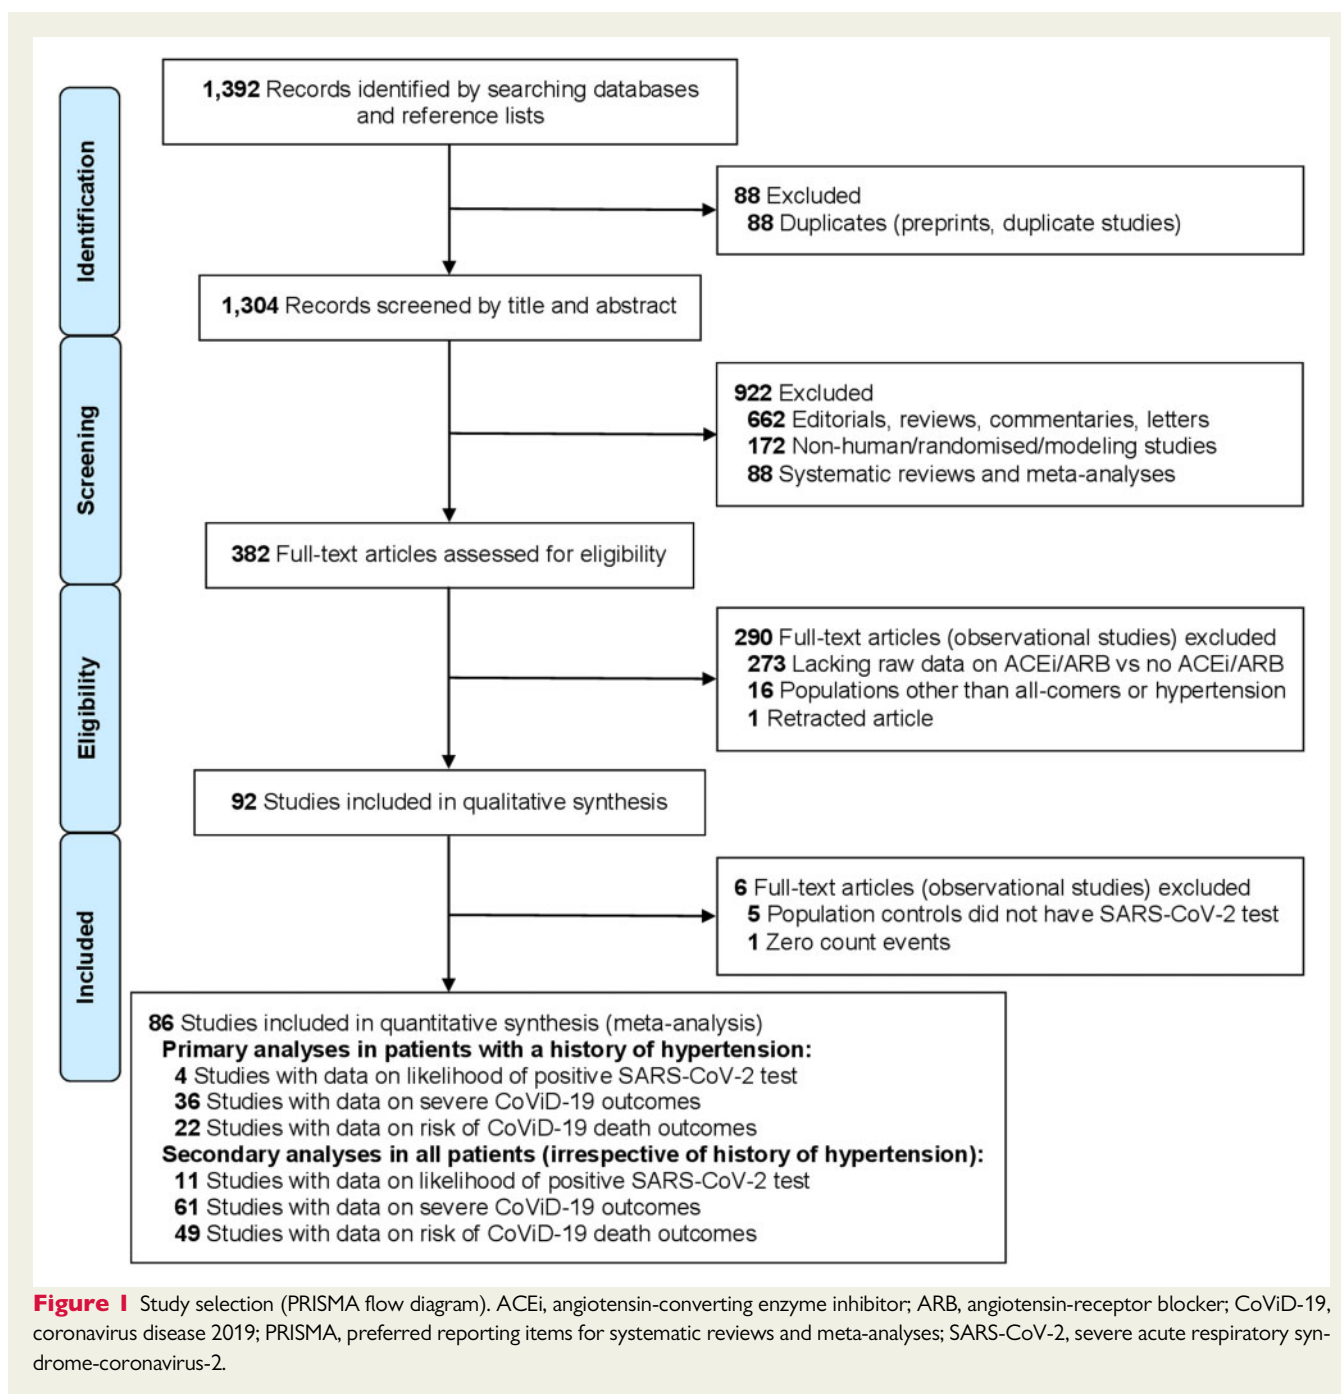 1,392 Records identified by searching databases
and reference lists
Identification
88 Excluded
88 Duplicates (preprints, duplicate studies)
1,304 Records screened by title and abstract
Screening
922 Excluded
662 Editorials, reviews, commentaries, letters
172 Non-human/randomised/modeling studies
88 Systematic reviews and meta-analyses
382 Full-text articles assessed for eligibility
Eligibility
290 Full-text articles (observational studies) excluded
273 Lacking raw data on ACEi/ARB vs no ACEi/ARB
16 Populations other than all-comers or hypertension
1 Retracted article
92 Studies included in qualitative synthesis
Included
6 Full-text articles (observational studies) excluded
5 Population controls did not have SARS-CoV-2 test
1 Zero count events
86 Studies included in quantitative synthesis (meta-analysis)
Primary analyses in patients with a history of hypertension:
4 Studies with data on likelihood of positive SARS-CoV-2 test
36 Studies with data on severe CoViD-19 outcomes
22 Studies with data on risk of CoViD-19 death outcomes
Secondary analyses in all patients (irrespective of history of hypertension):
11 Studies with data on likelihood of positive SARS-CoV-2 test
61 Studies with data on severe CoViD-19 outcomes
49 Studies with data on risk of CoViD-19 death outcomes
Figure 1 Study selection (PRISMA flow diagram). ACEi, angiotensin-converting enzyme inhibitor; ARB, angiotensin-receptor blocker; CoViD-19,
coronavirus disease 2019; PRISMA, preferred reporting items for systematic reviews and meta-analyses; SARS-CoV-2, severe acute respiratory syn-
drome-coronavirus-2.